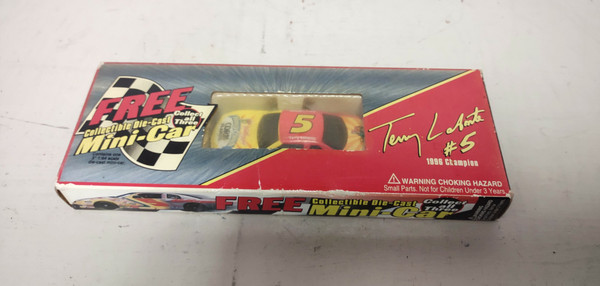 FREE
Collectible Die-Cast
Mini-Car
Collect
all
Three
5
Terry Labonte
#5
1996 Champion
WARNING CHOKING HAZARD
Small Parts. Not for Children Under 3 Years
FREE
Collectible Die-Cast
Mini-Car
Collect
all
Three